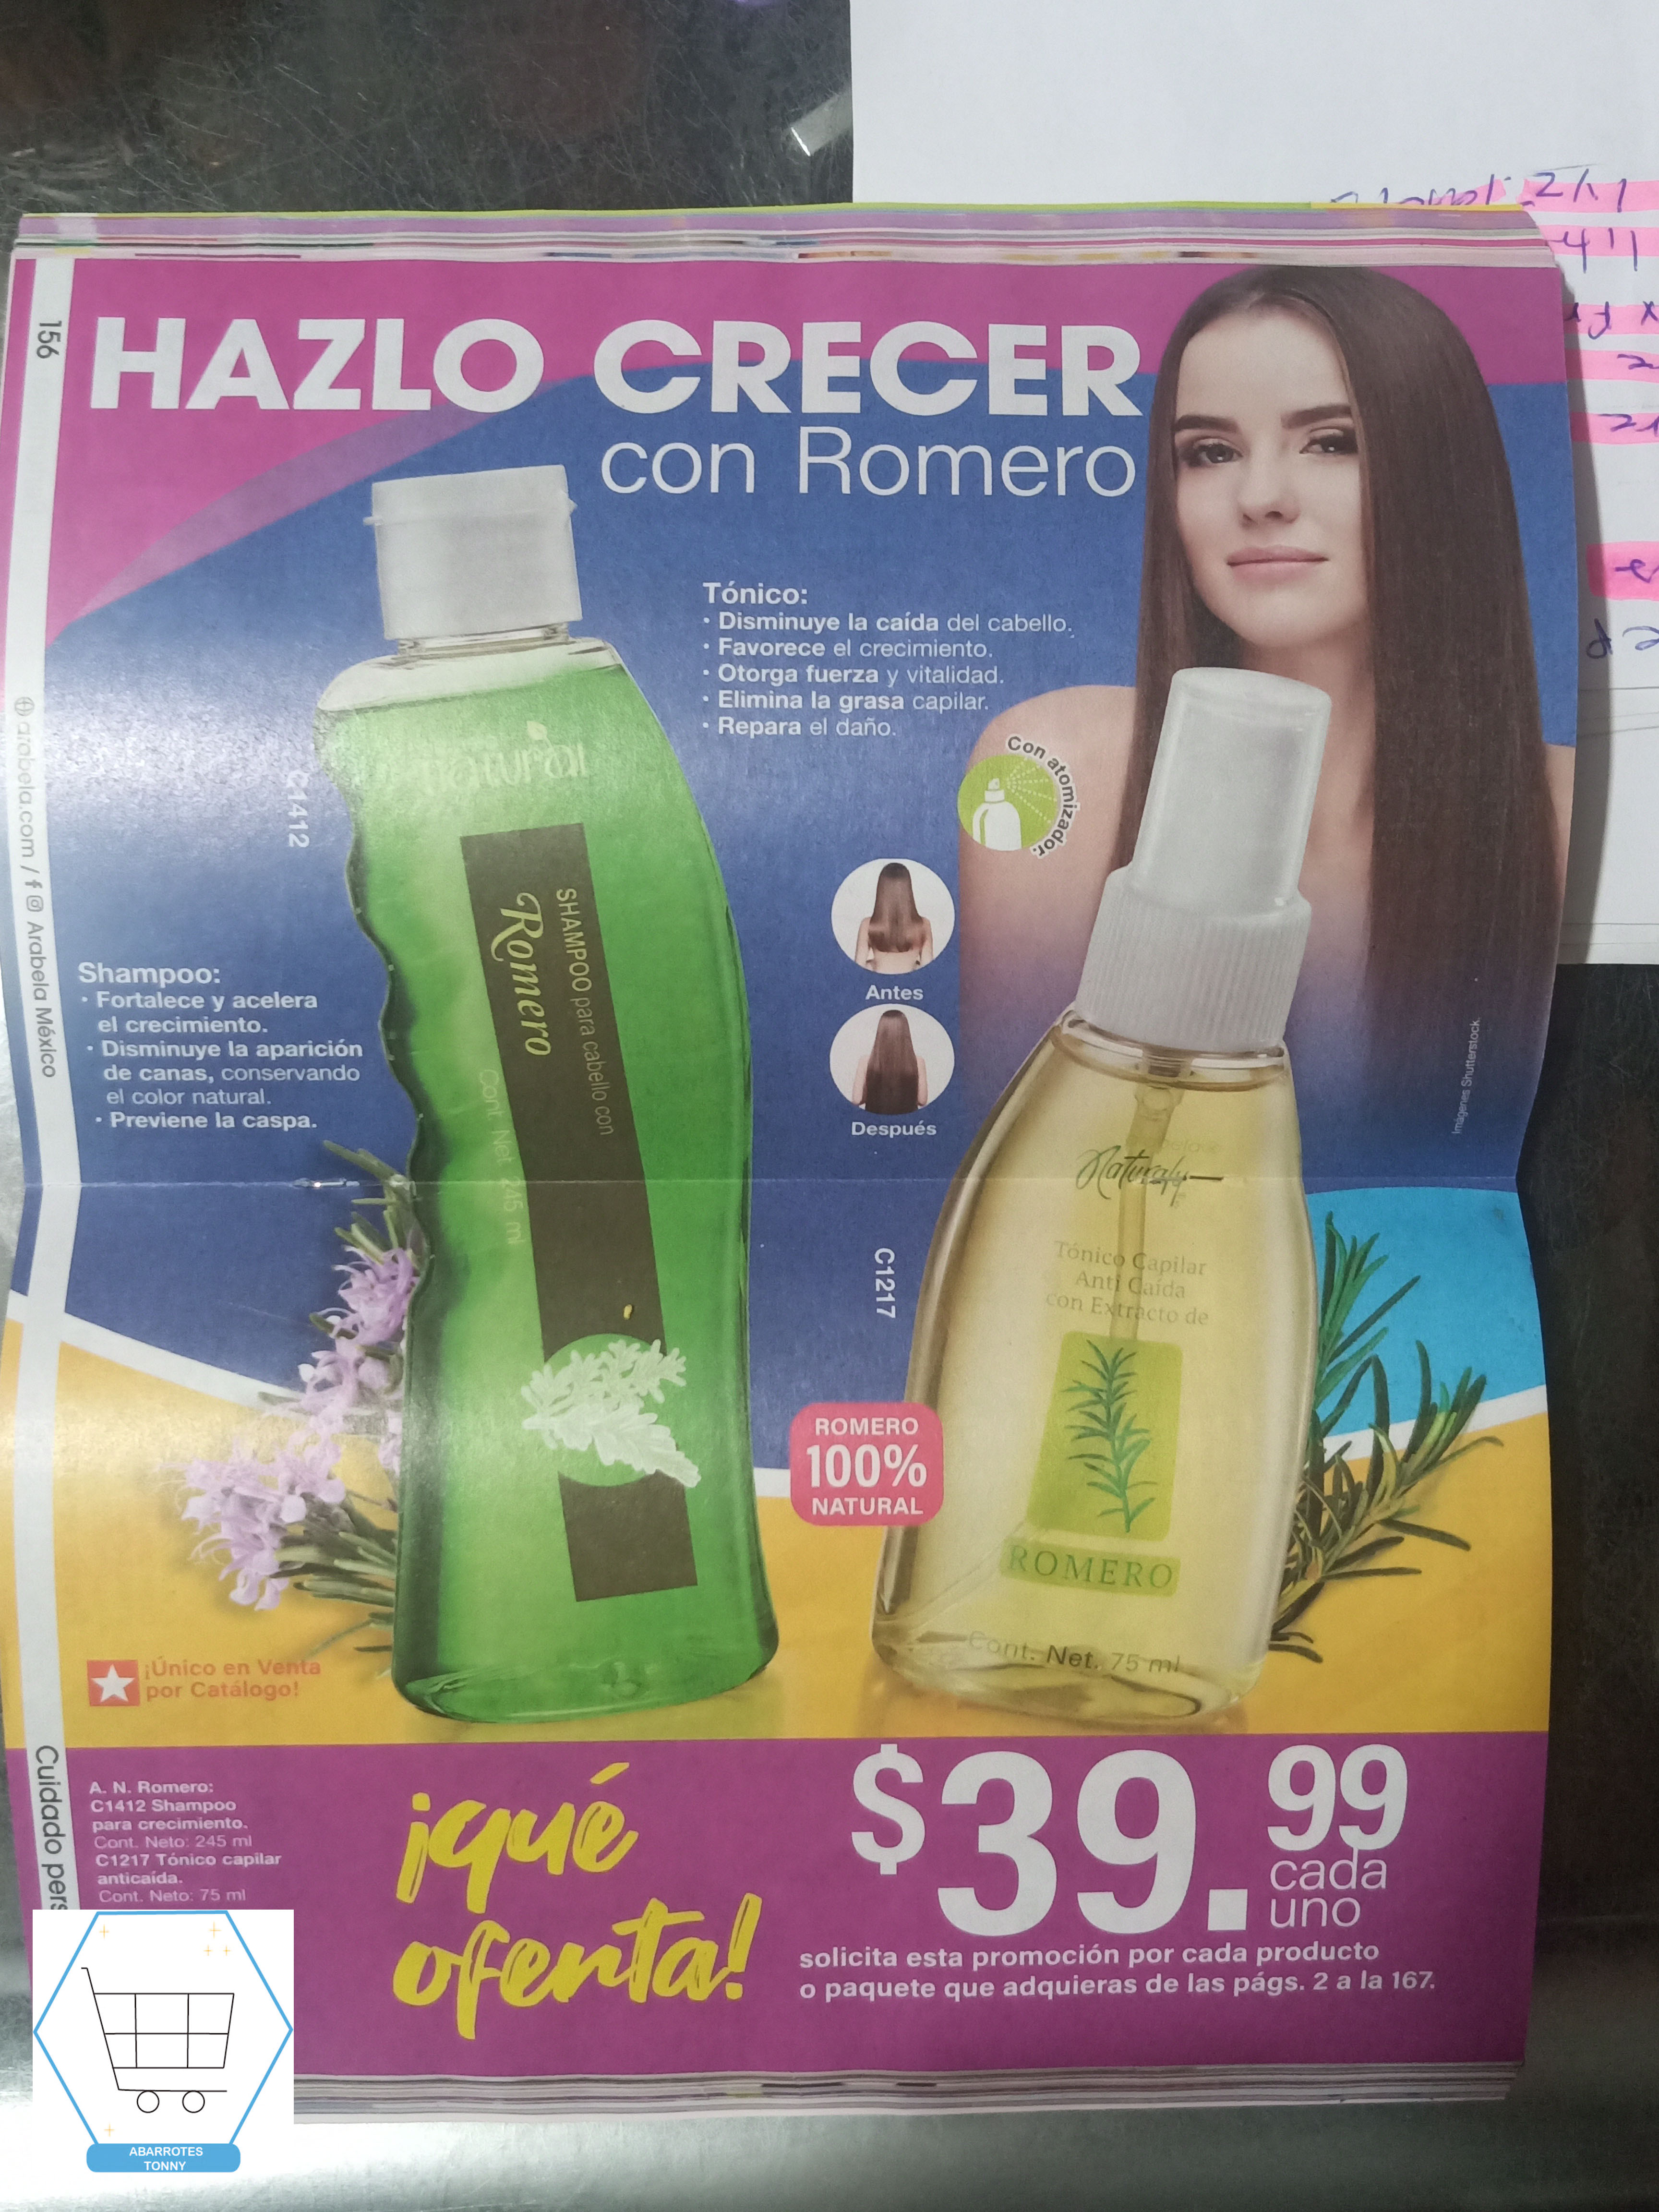 156
HAZLO CRECER
con Romero
Tónico:
• Disminuye la caída del cabello.
• Favorece el crecimiento.
• Otorga fuerza y vitalidad.
• Elimina la grasa capilar.
• Repara el daño.
Con atomizador.
natural
C1412
SHAMPOO para cabello con
Romero
Cont. Net. 245 ml
arabela.com / Arabela México
Shampoo:
• Fortalece y acelera
el crecimiento.
• Disminuye la aparición
de canas, conservando
el color natural.
• Previene la caspa.
Antes
Después
Imágenes Shutterstock.
Naturaly
Tónico Capilar
Anti Caída
con Extracto de
ROMERO
Cont. Net. 75 ml
C1217
ROMERO
100%
NATURAL
¡Único en Venta
por Catálogo!
A. N. Romero:
C1412 Shampoo
para crecimiento.
Cont. Neto: 245 ml
C1217 Tónico capilar
anticaída.
Cont. Neto: 75 ml
¡qué
oferta!
$39.99
cada
uno
solicita esta promoción por cada producto
o paquete que adquieras de las págs. 2 a la 167.
Cuidado pers
ABARROTES
TONNY